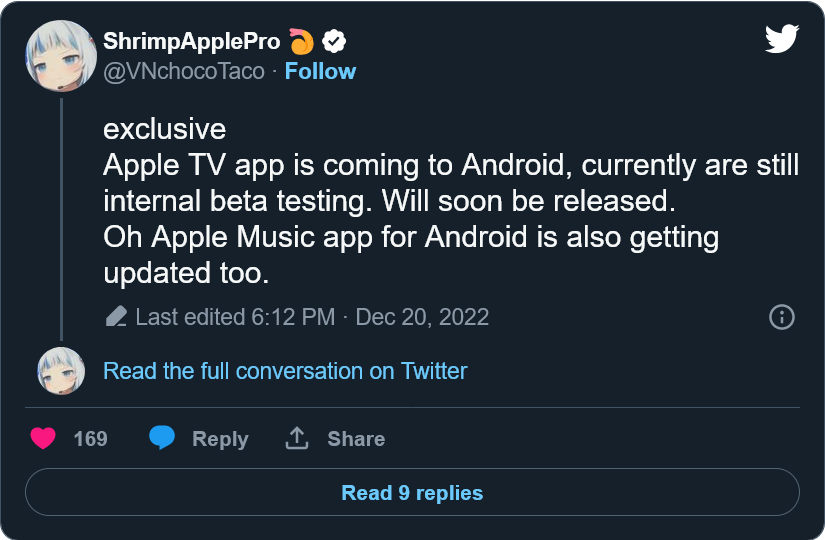 ShrimpApplePro 🍤
@VNchocoTaco · Follow
exclusive
Apple TV app is coming to Android, currently are still
internal beta testing. Will soon be released.
Oh Apple Music app for Android is also getting
updated too.
Last edited 6:12 PM · Dec 20, 2022
Read the full conversation on Twitter
169 Reply Share
Read 9 replies